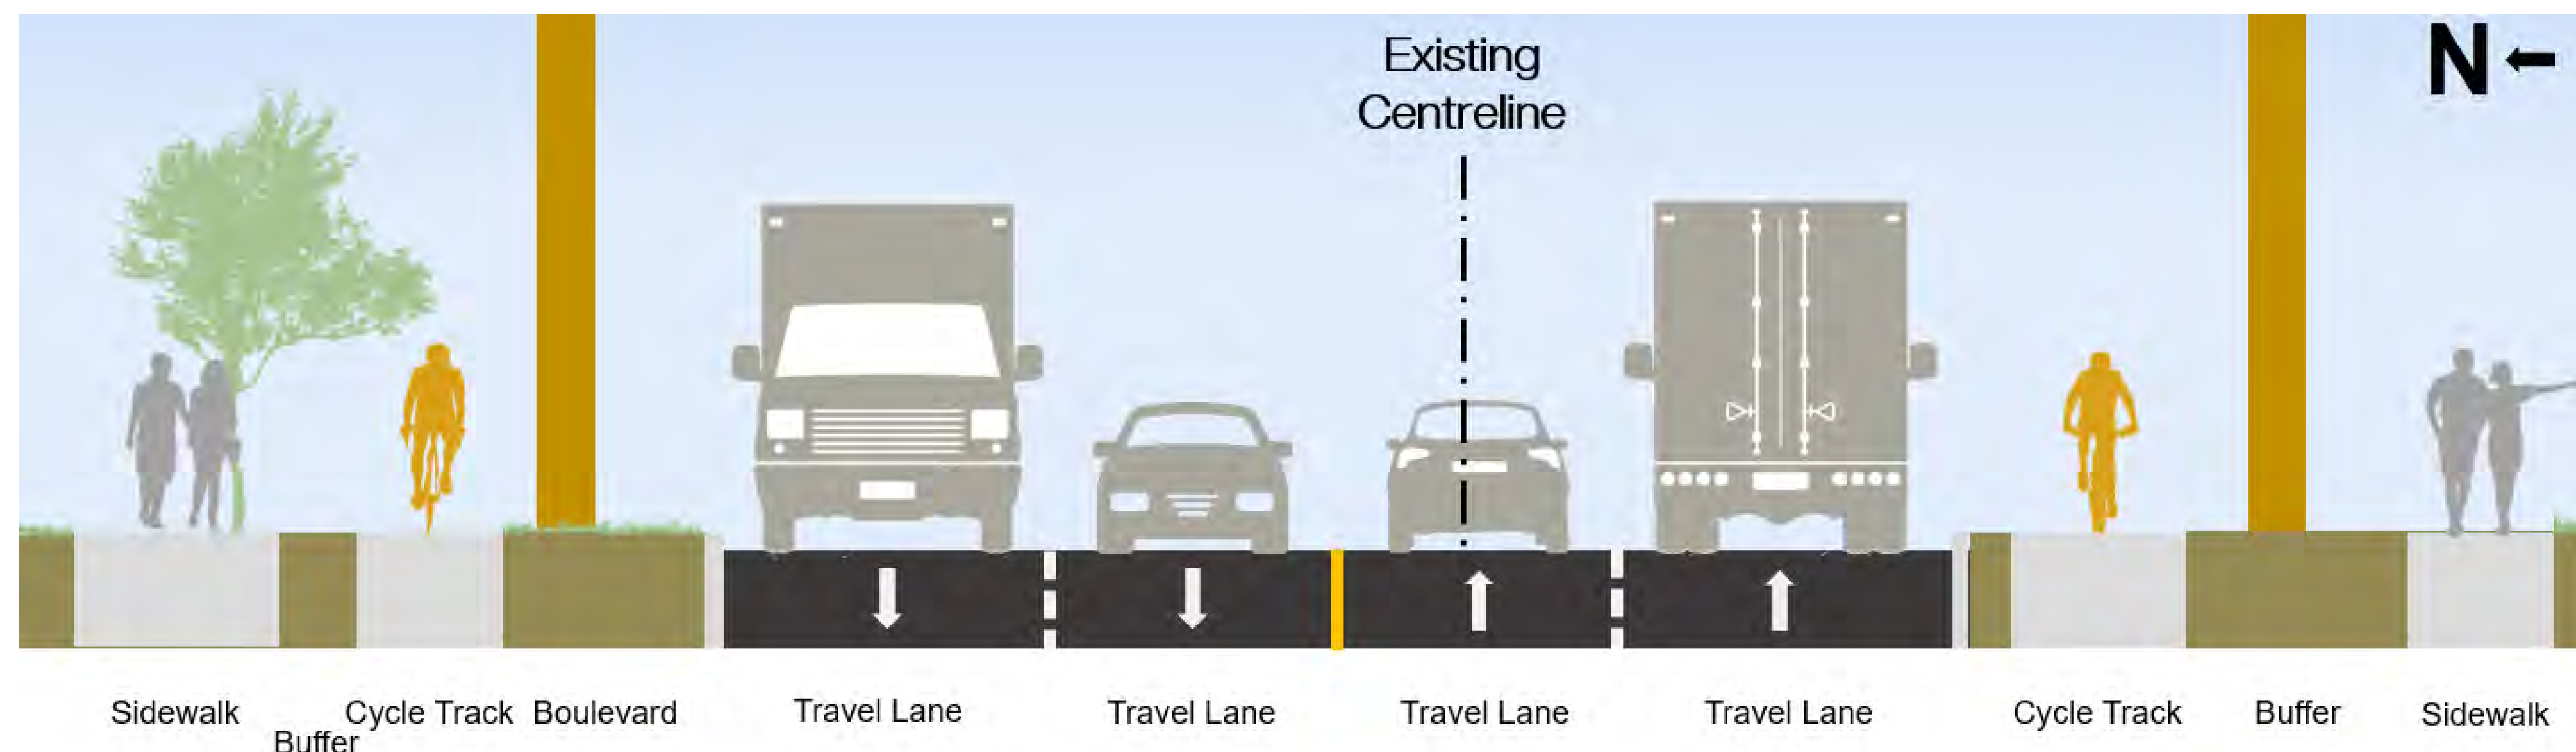 Existing
Centreline
N
Sidewalk
Buffer
Cycle Track
Boulevard
Travel Lane
Travel Lane
Travel Lane
Travel Lane
Cycle Track
Buffer
Sidewalk